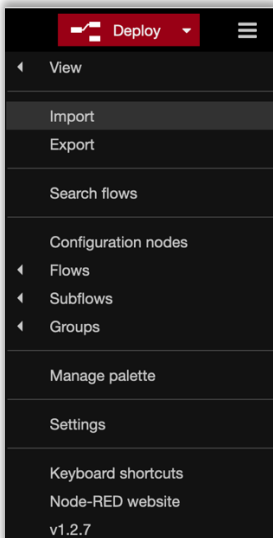 Deploy
View
Import
Export
Search flows
Configuration nodes
Flows
Subflows
Groups
Manage palette
Settings
Keyboard shortcuts
Node-RED website
v1.2.7